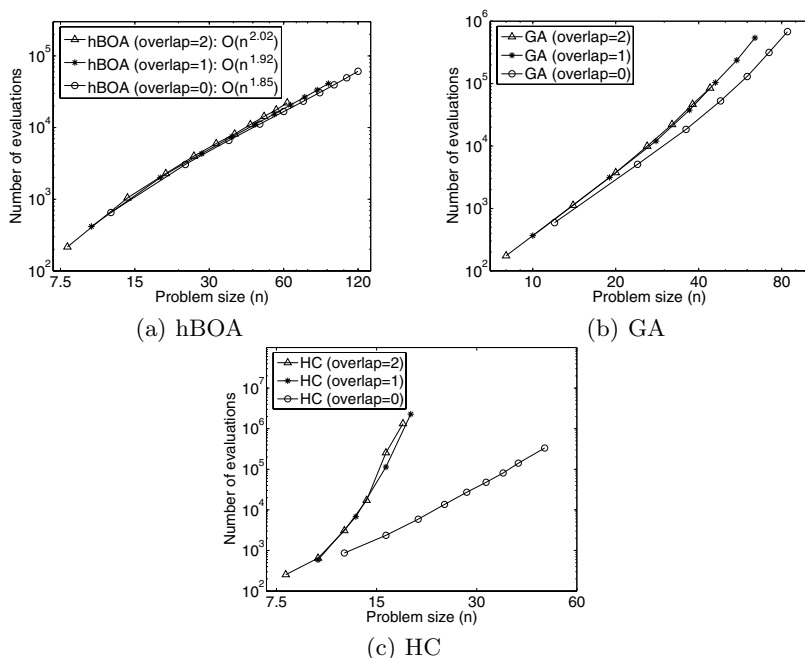 hBOA (overlap=2): O(n^2.02)
hBOA (overlap=1): O(n^1.92)
hBOA (overlap=0): O(n^1.85)
Number of evaluations
10^5
10^4
10^3
10^2
7.5 15 30 60 120
Problem size (n)
(a) hBOA
GA (overlap=2)
GA (overlap=1)
GA (overlap=0)
Number of evaluations
10^6
10^5
10^4
10^3
10^2
10 20 40 80
Problem size (n)
(b) GA
HC (overlap=2)
HC (overlap=1)
HC (overlap=0)
Number of evaluations
10^7
10^6
10^5
10^4
10^3
10^2
7.5 15 30 60
Problem size (n)
(c) HC